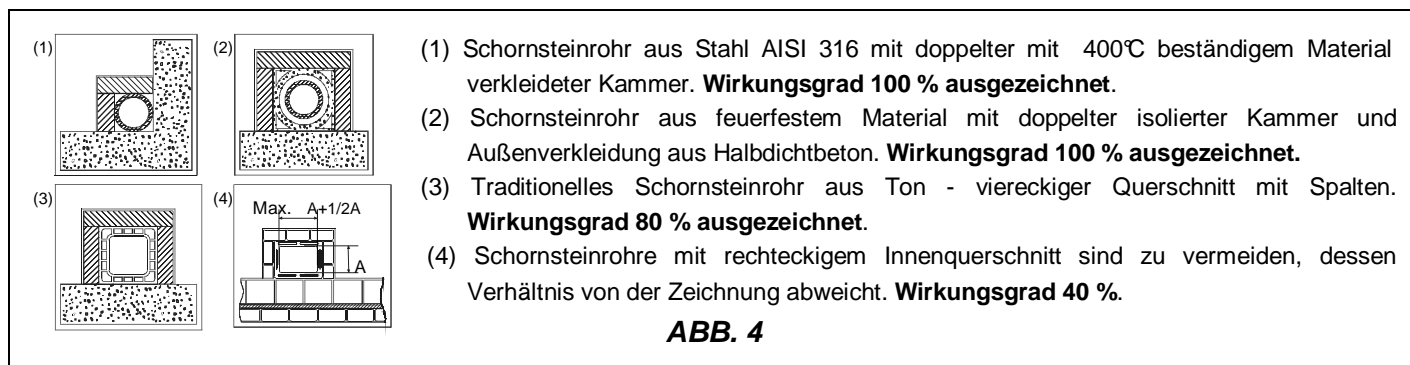 (1)
(2)
(3)
(4)
Max. A+1/2A
A
(1) Schornsteinrohr aus Stahl AISI 316 mit doppelter mit 400℃ beständigem Material
verkleideter Kammer. Wirkungsgrad 100 % ausgezeichnet.
(2) Schornsteinrohr aus feuerfestem Material mit doppelter isolierter Kammer und
Außenverkleidung aus Halbdichtbeton. Wirkungsgrad 100 % ausgezeichnet.
(3) Traditionelles Schornsteinrohr aus Ton - viereckiger Querschnitt mit Spalten.
Wirkungsgrad 80 % ausgezeichnet.
(4) Schornsteinrohre mit rechteckigem Innenquerschnitt sind zu vermeiden, dessen
Verhältnis von der Zeichnung abweicht. Wirkungsgrad 40 %.
ABB. 4